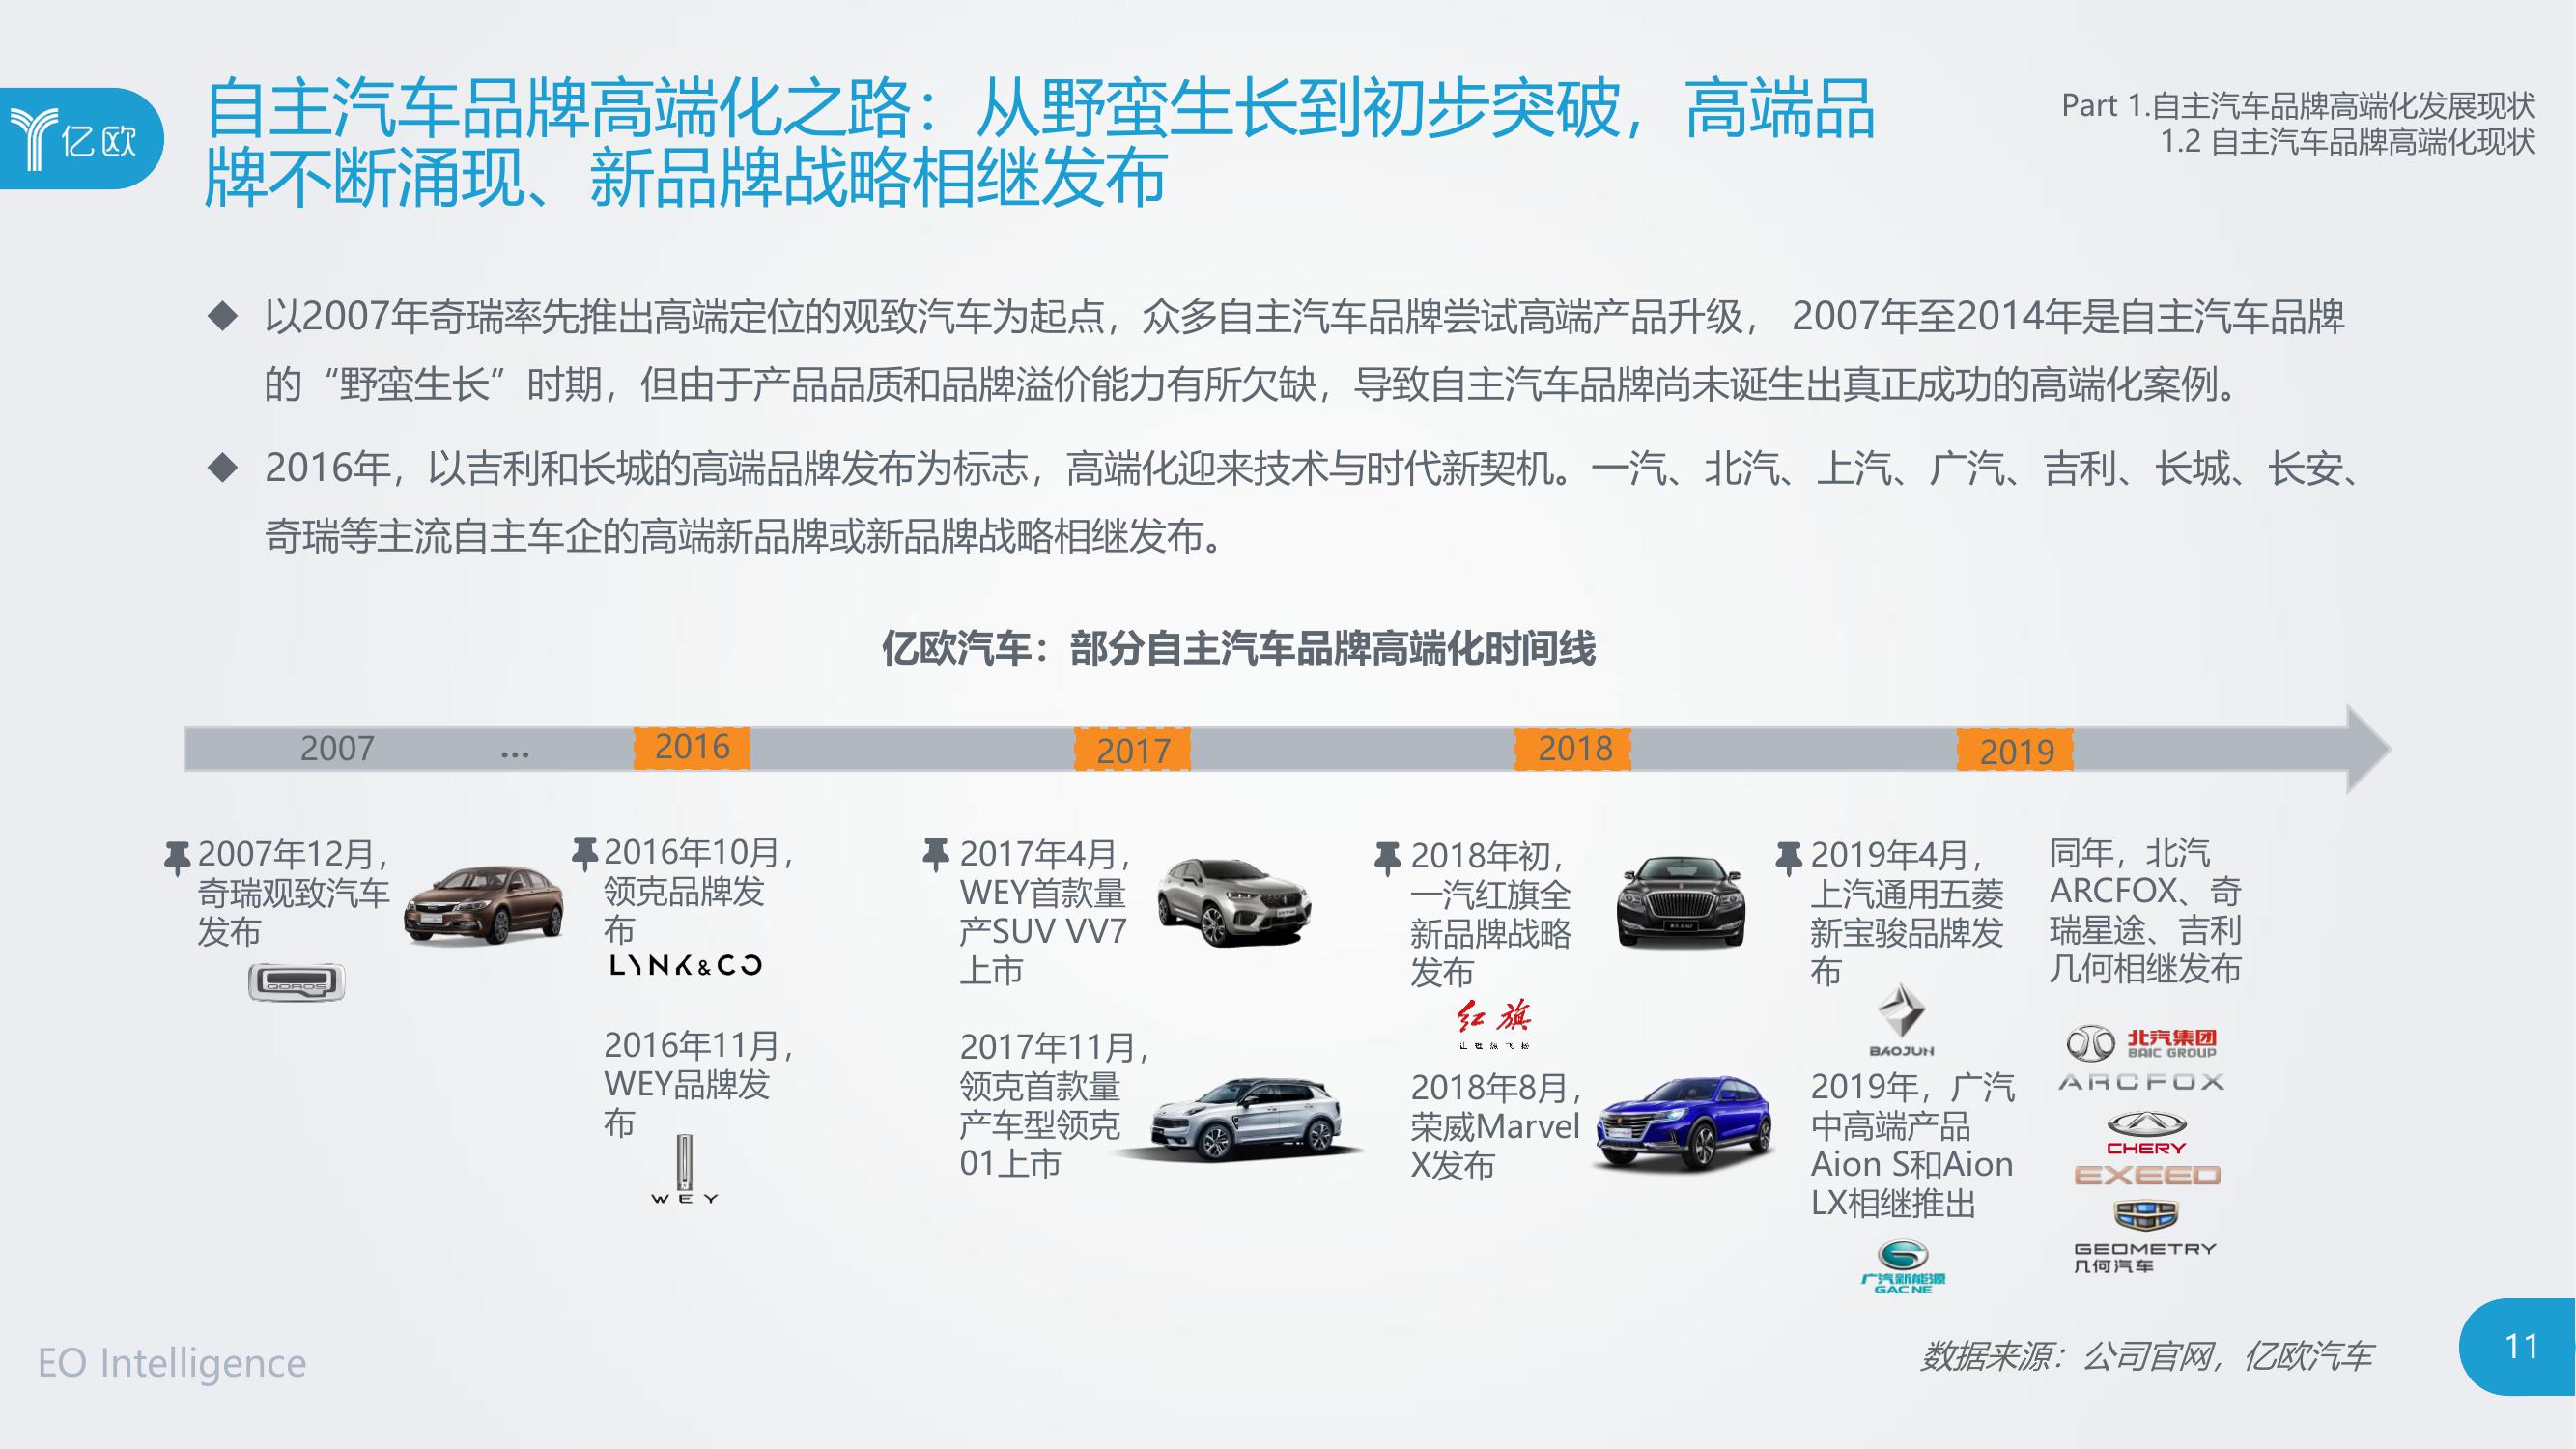 亿欧
自主汽车品牌高端化之路：从野蛮生长到初步突破，高端品
牌不断涌现、新品牌战略相继发布
Part 1.自主汽车品牌高端化发展现状
1.2 自主汽车品牌高端化现状
以2007年奇瑞率先推出高端定位的观致汽车为起点，众多自主汽车品牌尝试高端产品升级， 2007年至2014年是自主汽车品牌
的“野蛮生长”时期，但由于产品品质和品牌溢价能力有所欠缺，导致自主汽车品牌尚未诞生出真正成功的高端化案例。
2016年，以吉利和长城的高端品牌发布为标志，高端化迎来技术与时代新契机。一汽、北汽、上汽、广汽、吉利、长城、长安、
奇瑞等主流自主车企的高端新品牌或新品牌战略相继发布。
亿欧汽车：部分自主汽车品牌高端化时间线
2007
...
2016
2017
2018
2019
2007年12月，
奇瑞观致汽车
发布
QOROS
2016年10月，
领克品牌发
布
LYNK&CO
2016年11月，
WEY品牌发
布
WEY
2017年4月，
WEY首款量
产SUV VV7
上市
2017年11月，
领克首款量
产车型领克
01上市
2018年初，
一汽红旗全
新品牌战略
发布
红旗
让理想飞扬
2018年8月，
荣威Marvel
X发布
2019年4月，
上汽通用五菱
新宝骏品牌发
布
BAOJUN
2019年，广汽
中高端产品
Aion S和Aion
LX相继推出
广汽新能源
GAC NE
同年，北汽
ARCFOX、奇
瑞星途、吉利
几何相继发布
北汽集团
BAIC GROUP
ARCFOX
CHERY
EXEED
GEOMETRY
几何汽车
EO Intelligence
数据来源：公司官网，亿欧汽车
11